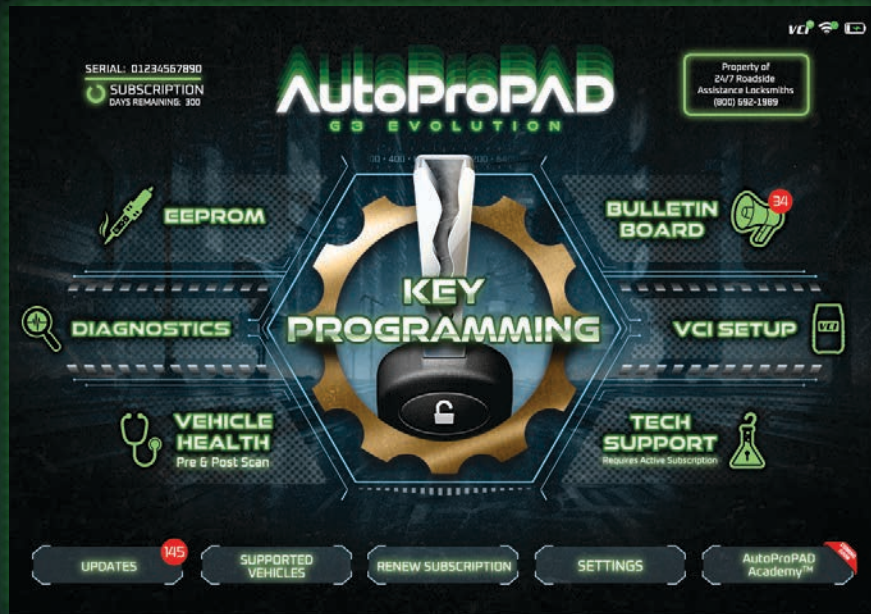 VCI
SERIAL: 01234567890
SUBSCRIPTION
DAYS REMAINING: 300
AutoProPAD
G3 EVOLUTION
Property of
24/7 Roadside
Assistance Locksmiths
(800) 692-1989
EEPROM
BULLETIN
BOARD
34
KEY
PROGRAMMING
DIAGNOSTICS
VCI SETUP
VCI
VEHICLE
HEALTH
Pre & Post Scan
TECH
SUPPORT
Requires Active Subscription
UPDATES
145
SUPPORTED
VEHICLES
RENEW SUBSCRIPTION
SETTINGS
AutoProPAD
Academy™